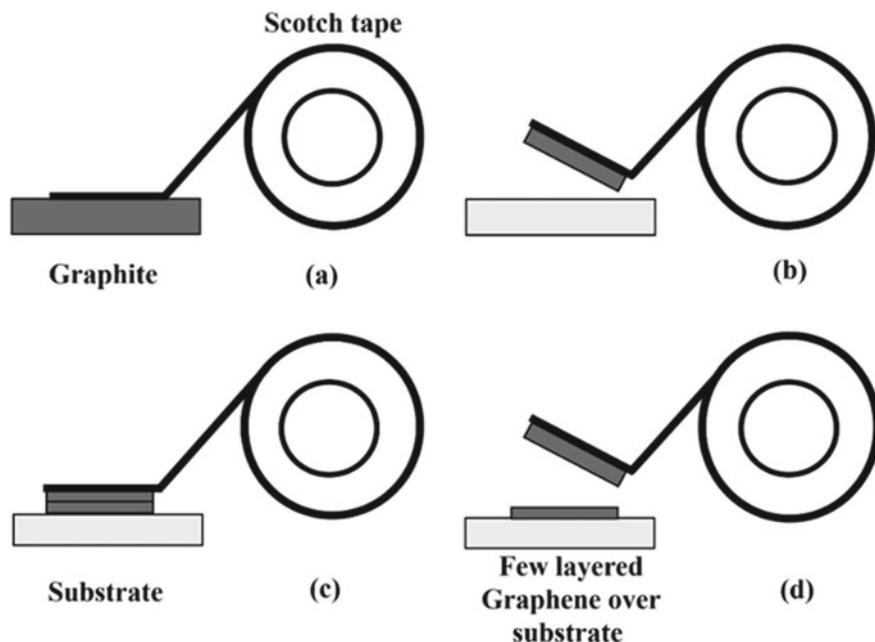 Scotch tape
Graphite
(a)
(b)
Substrate
(c)
Few layered
Graphene over
substrate
(d)